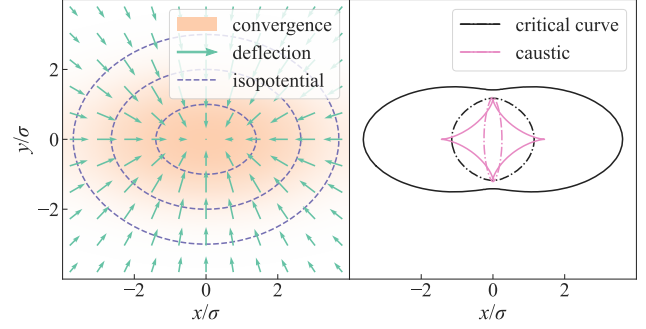 convergence
deflection
isopotential
critical curve
caustic
2
0
−2
y/σ
−2
0
2
x/σ
−2
0
2
x/σ